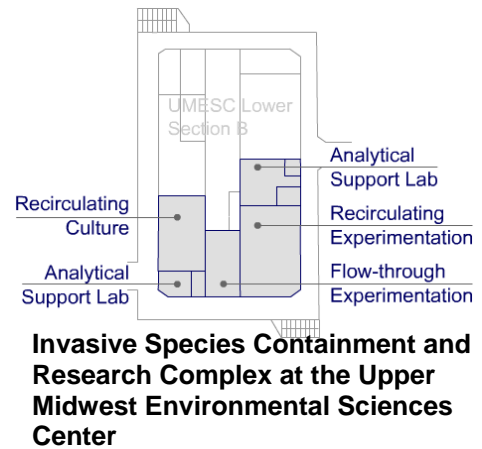 UMESC Lower
Section B
Analytical
Support Lab
Recirculating
Culture
Recirculating
Experimentation
Analytical
Support Lab
Flow-through
Experimentation
Invasive Species Containment and
Research Complex at the Upper
Midwest Environmental Sciences
Center